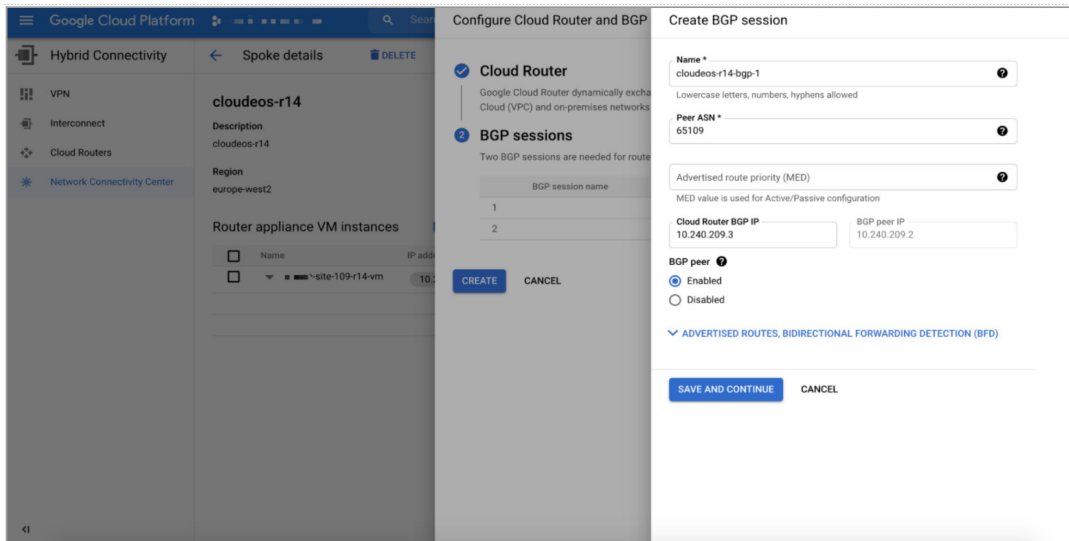 Google Cloud Platform
Sear
Hybrid Connectivity
VPN
Interconnect
Cloud Routers
Network Connectivity Center
Spoke details
DELETE
cloudeos-r14
Description
cloudeos-r14
Region
europe-west2
Router appliance VM instances
Name IP addr
-site-109-r14-vm 10.
Configure Cloud Router and BGP
Cloud Router
Google Cloud Router dynamically excha
Cloud (VPC) and on-premises networks
2 BGP sessions
Two BGP sessions are needed for route
BGP session name
1
2
CREATE CANCEL
Create BGP session
Name *
cloudeos-r14-bgp-1
Lowercase letters, numbers, hyphens allowed
Peer ASN *
65109
Advertised route priority (MED)
MED value is used for Active/Passive configuration
Cloud Router BGP IP BGP peer IP
10.240.209.3 10.240.209.2
BGP peer
Enabled
Disabled
ADVERTISED ROUTES, BIDIRECTIONAL FORWARDING DETECTION (BFD)
SAVE AND CONTINUE CANCEL